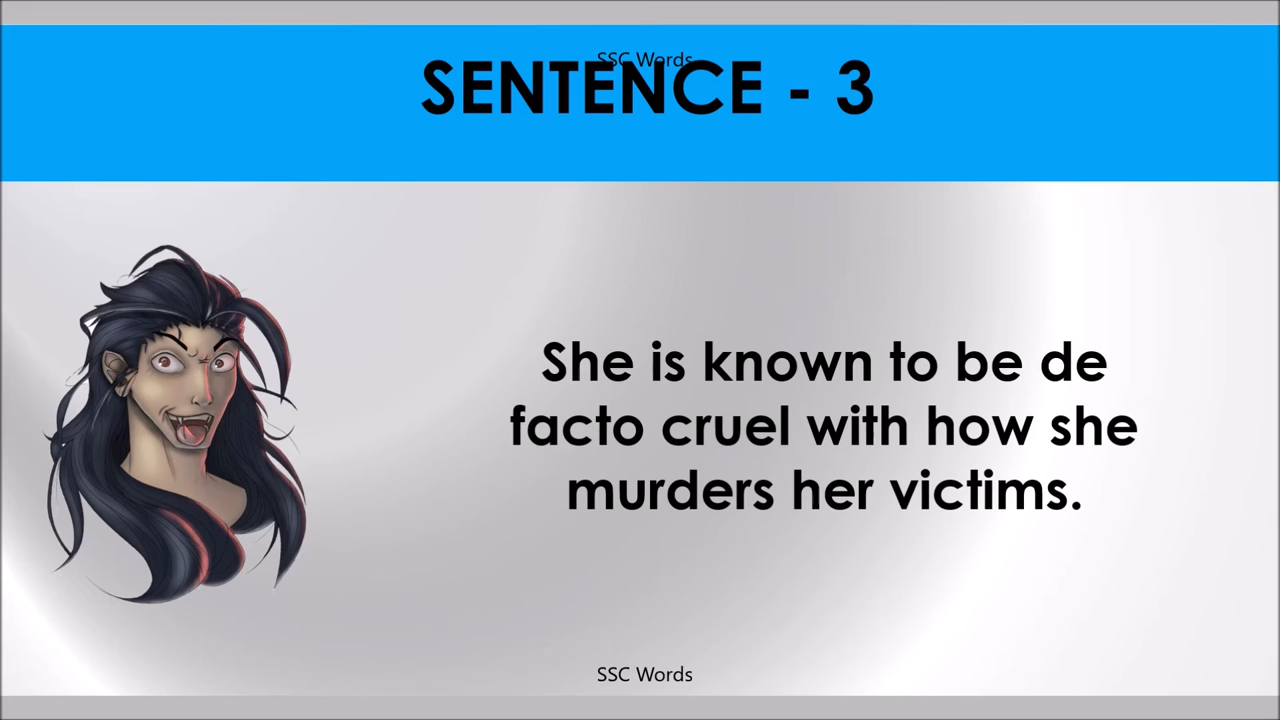 SSC Words
SENTENCE - 3
She is known to be de
facto cruel with how she
murders her victims.
SSC Words